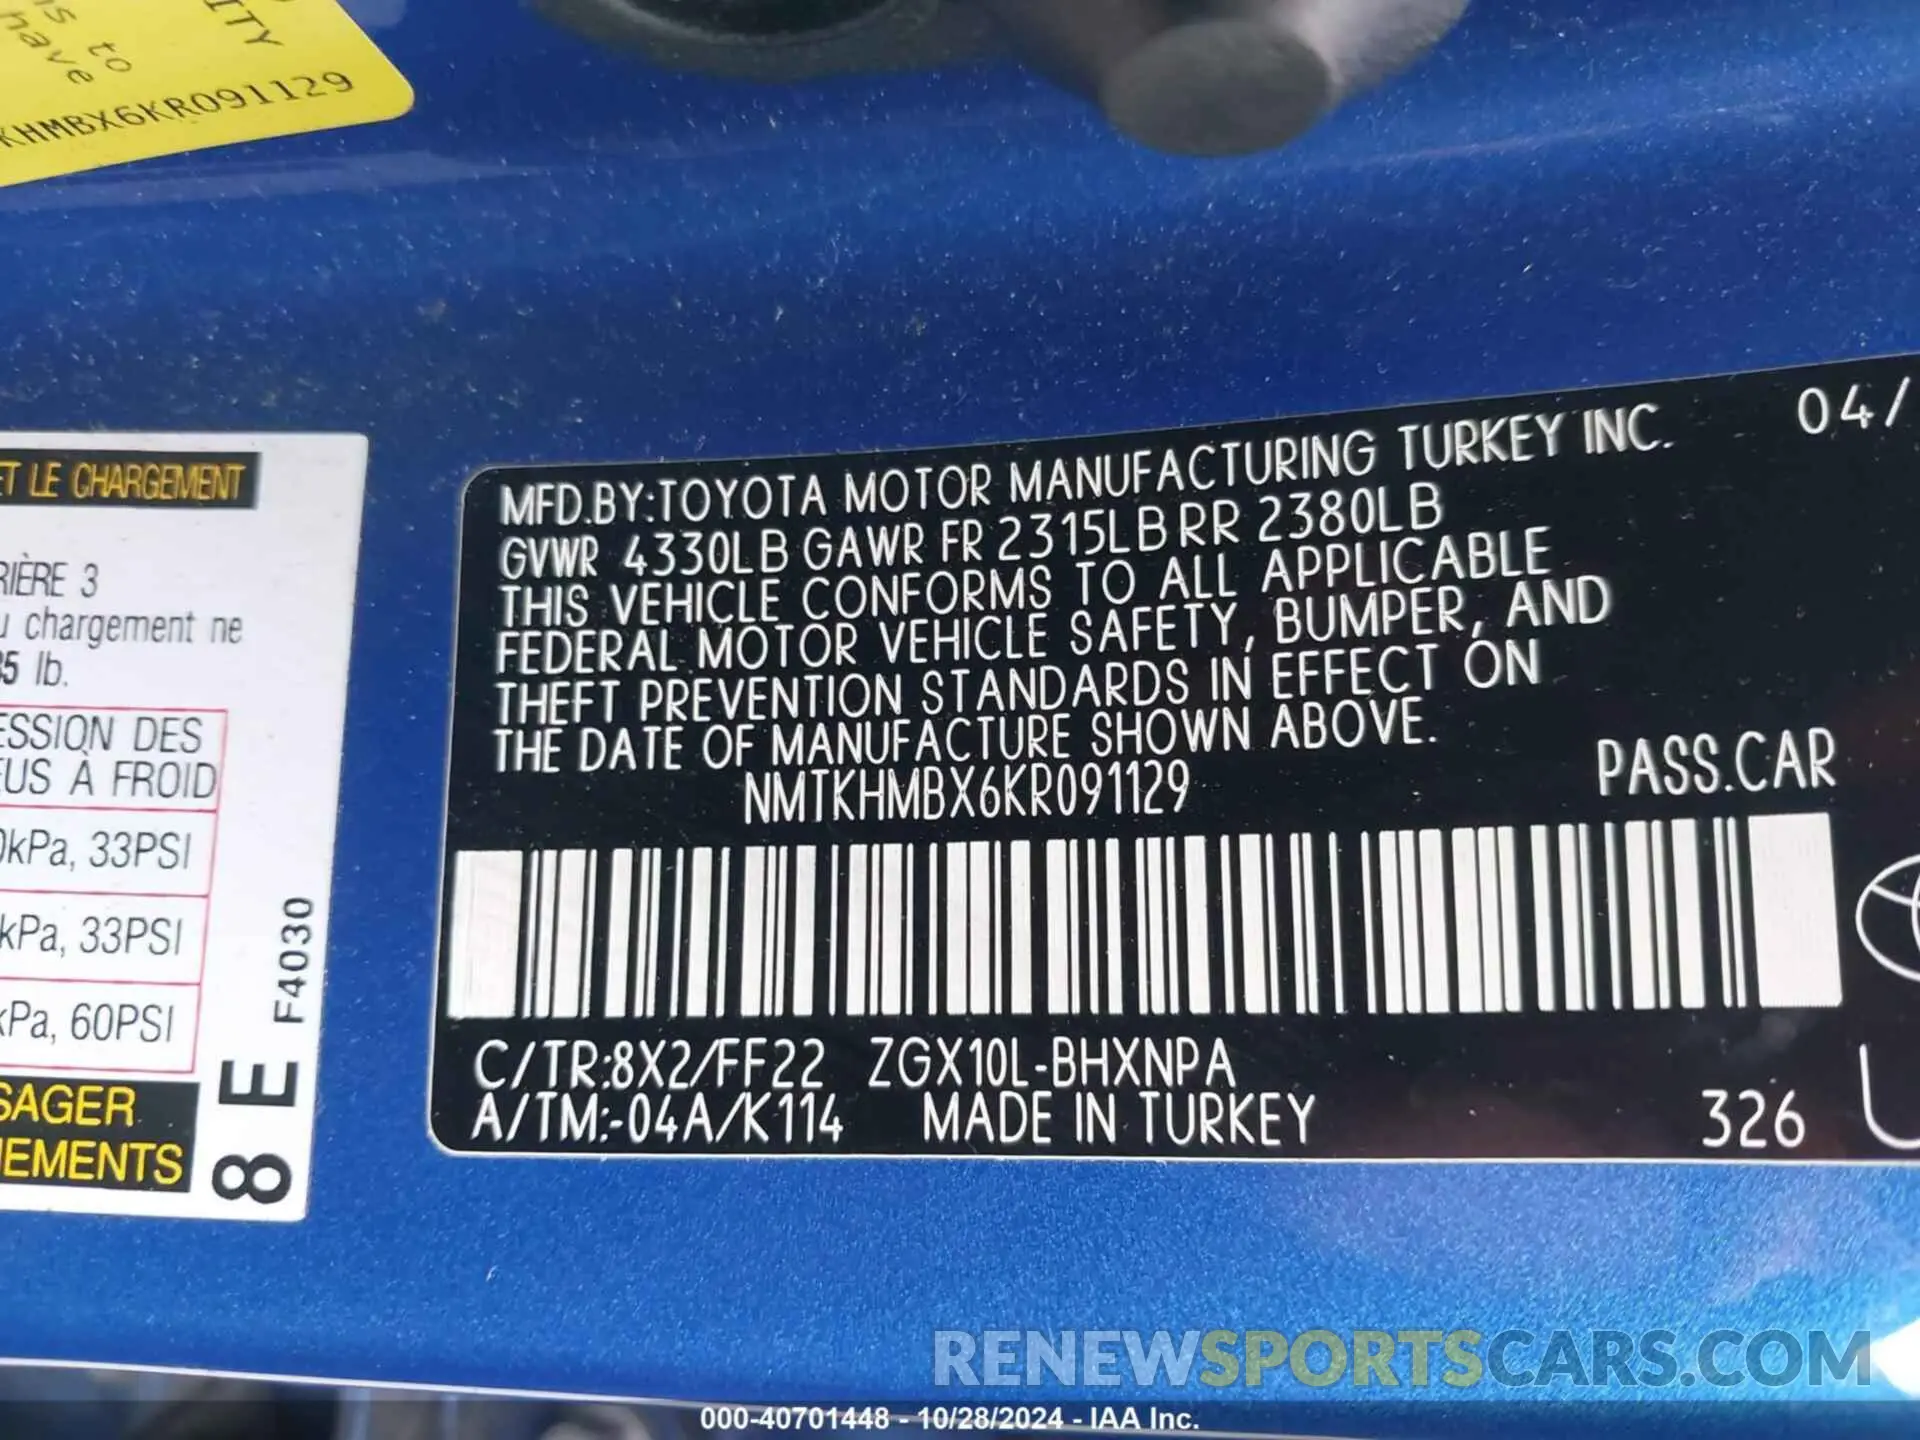 s to
have
ITY
KHMBX6KR091129
ET LE CHARGEMENT
RIÈRE 3
u chargement ne
35 lb.
ESSION DES
EUS À FROID
0kPa, 33PSI
kPa, 33PSI
kPa, 60PSI
SAGER
NEMENTS
8 E
F4030
MFD.BY:TOYOTA MOTOR MANUFACTURING TURKEY INC. 04/
GVWR 4330LB GAWR FR 2315LB RR 2380LB
THIS VEHICLE CONFORMS TO ALL APPLICABLE
FEDERAL MOTOR VEHICLE SAFETY, BUMPER, AND
THEFT PREVENTION STANDARDS IN EFFECT ON
THE DATE OF MANUFACTURE SHOWN ABOVE.
NMTKHMBX6KR091129 PASS.CAR
C/TR:8X2/FF22 ZGX10L-BHXNPA
A/TM:-04A/K114 MADE IN TURKEY 326
RENEWSPORTSCARS.COM
000-40701448 - 10/28/2024 - IAA Inc.